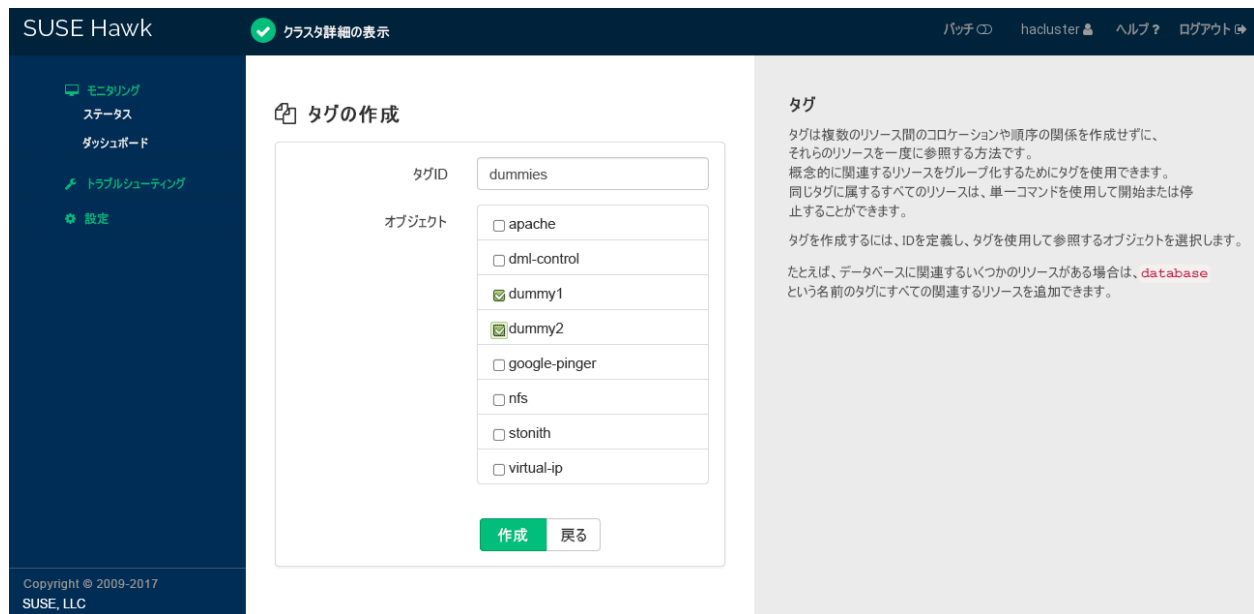 SUSE Hawk
クラスタ詳細の表示
バッチ
hacluster
ヘルプ ?
ログアウト
モニタリング
ステータス
ダッシュボード
トラブルシューティング
設定
タグの作成
タグID
dummies
オブジェクト
apache
dml-control
dummy1
dummy2
google-pinger
nfs
stonith
virtual-ip
作成
戻る
タグ
タグは複数のリソース間のコロケーションや順序の関係を作成せずに、
それらのリソースを一度に参照する方法です。
概念的に関連するリソースをグループ化するためにタグを使用できます。
同じタグに属するすべてのリソースは、単一コマンドを使用して開始または停
止することができます。
タグを作成するには、IDを定義し、タグを使用して参照するオブジェクトを選択します。
たとえば、データベースに関連するいくつかのリソースがある場合は、database
という名前のタグにすべての関連するリソースを追加できます。
Copyright © 2009-2017
SUSE, LLC